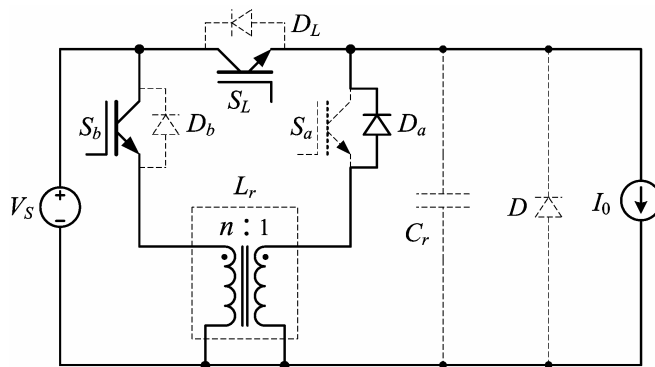 D_L
S_L
S_b
D_b
S_a
D_a
L_r
n : 1
V_S
+
−
C_r
D
I_0